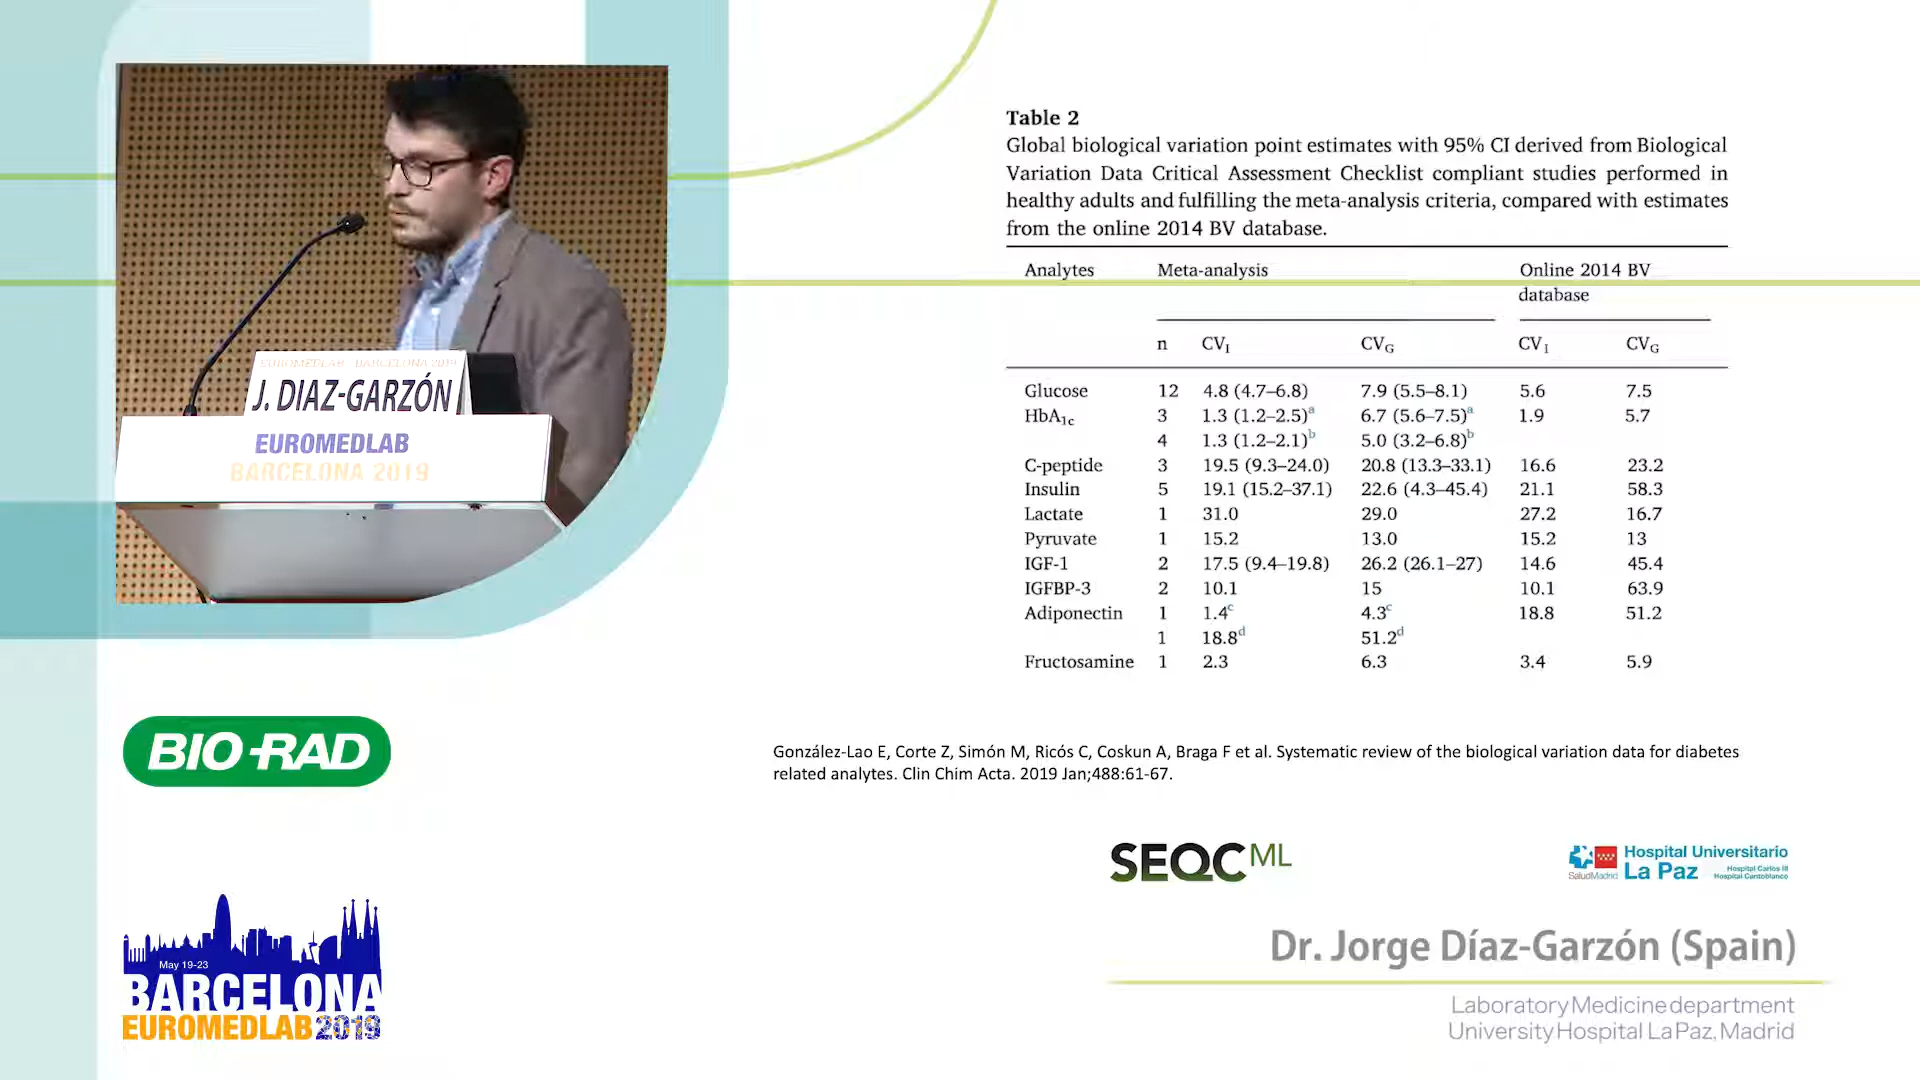 EUROMEDLAB - BARCELONA 2019
J. DIAZ-GARZÓN
EUROMEDLAB
BARCELONA 2019
BIO-RAD
May 19-23
BARCELONA
EUROMEDLAB 2019
Table 2
Global biological variation point estimates with 95% CI derived from Biological
Variation Data Critical Assessment Checklist compliant studies performed in
healthy adults and fulfilling the meta-analysis criteria, compared with estimates
from the online 2014 BV database.
Analytes Meta-analysis Online 2014 BV
database
n CVI CVG CVI CVG
Glucose 12 4.8 (4.7–6.8) 7.9 (5.5–8.1) 5.6 7.5
HbA1c 3 1.3 (1.2–2.5)a 6.7 (5.6–7.5)a 1.9 5.7
4 1.3 (1.2–2.1)b 5.0 (3.2–6.8)b
C-peptide 3 19.5 (9.3–24.0) 20.8 (13.3–33.1) 16.6 23.2
Insulin 5 19.1 (15.2–37.1) 22.6 (4.3–45.4) 21.1 58.3
Lactate 1 31.0 29.0 27.2 16.7
Pyruvate 1 15.2 13.0 15.2 13
IGF-1 2 17.5 (9.4–19.8) 26.2 (26.1–27) 14.6 45.4
IGFBP-3 2 10.1 15 10.1 63.9
Adiponectin 1 1.4c 4.3c 18.8 51.2
1 18.8d 51.2d
Fructosamine 1 2.3 6.3 3.4 5.9
González-Lao E, Corte Z, Simón M, Ricós C, Coskun A, Braga F et al. Systematic review of the biological variation data for diabetes
related analytes. Clin Chim Acta. 2019 Jan;488:61-67.
SEQC ML
SaludMadrid
Hospital Universitario
La Paz
Hospital Carlos III
Hospital Cantoblanco
Dr. Jorge Díaz-Garzón (Spain)
Laboratory Medicine department
University Hospital La Paz, Madrid